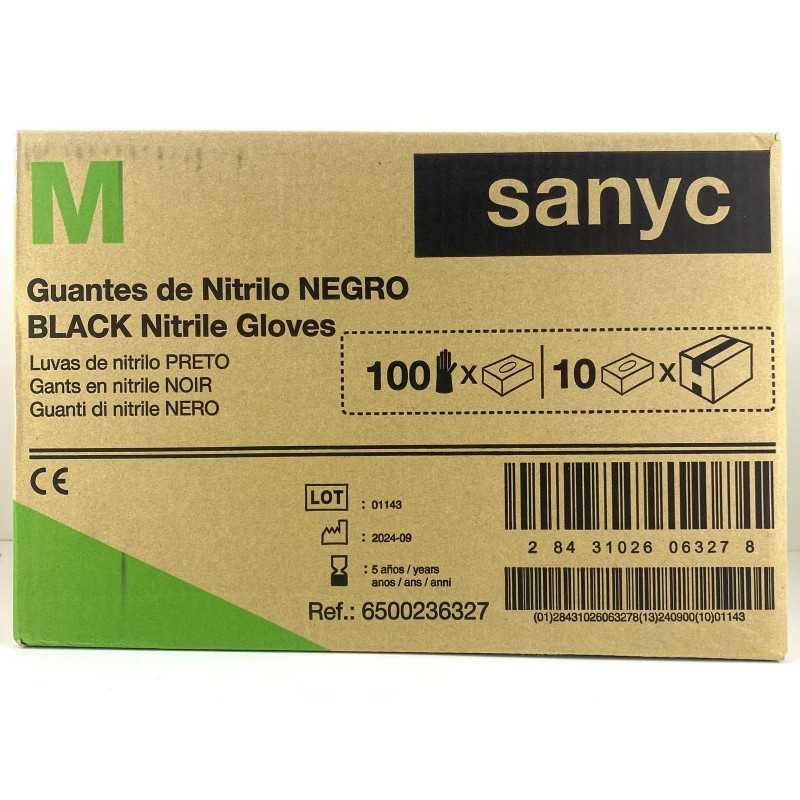 M
sanyc
Guantes de Nitrilo NEGRO
BLACK Nitrile Gloves
Luvas de nitrilo PRETO
Gants en nitrile NOIR
Guanti di nitrile NERO
100 x | 10 x
CE
LOT : 01143
: 2024-09
: 5 años / years
anos / ans / anni
Ref.: 6500236327
2 84 31026 06327 8
(01)28431026063278(13)240900(10)01143